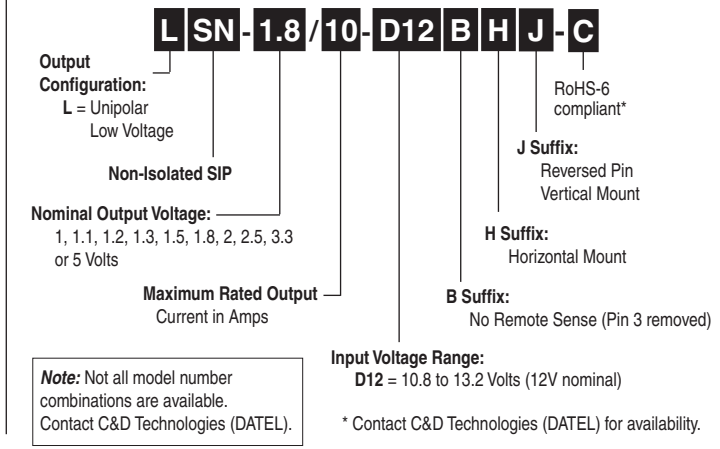 LSN-1.8/10-D12BHJ-C
Output
Configuration:
L = Unipolar
Low Voltage
Non-Isolated SIP
Nominal Output Voltage:
1, 1.1, 1.2, 1.3, 1.5, 1.8, 2, 2.5, 3.3
or 5 Volts
Maximum Rated Output
Current in Amps
Note: Not all model number
combinations are available.
Contact C&D Technologies (DATEL).
RoHS-6
compliant*
J Suffix:
Reversed Pin
Vertical Mount
H Suffix:
Horizontal Mount
B Suffix:
No Remote Sense (Pin 3 removed)
Input Voltage Range:
D12 = 10.8 to 13.2 Volts (12V nominal)
* Contact C&D Technologies (DATEL) for availability.